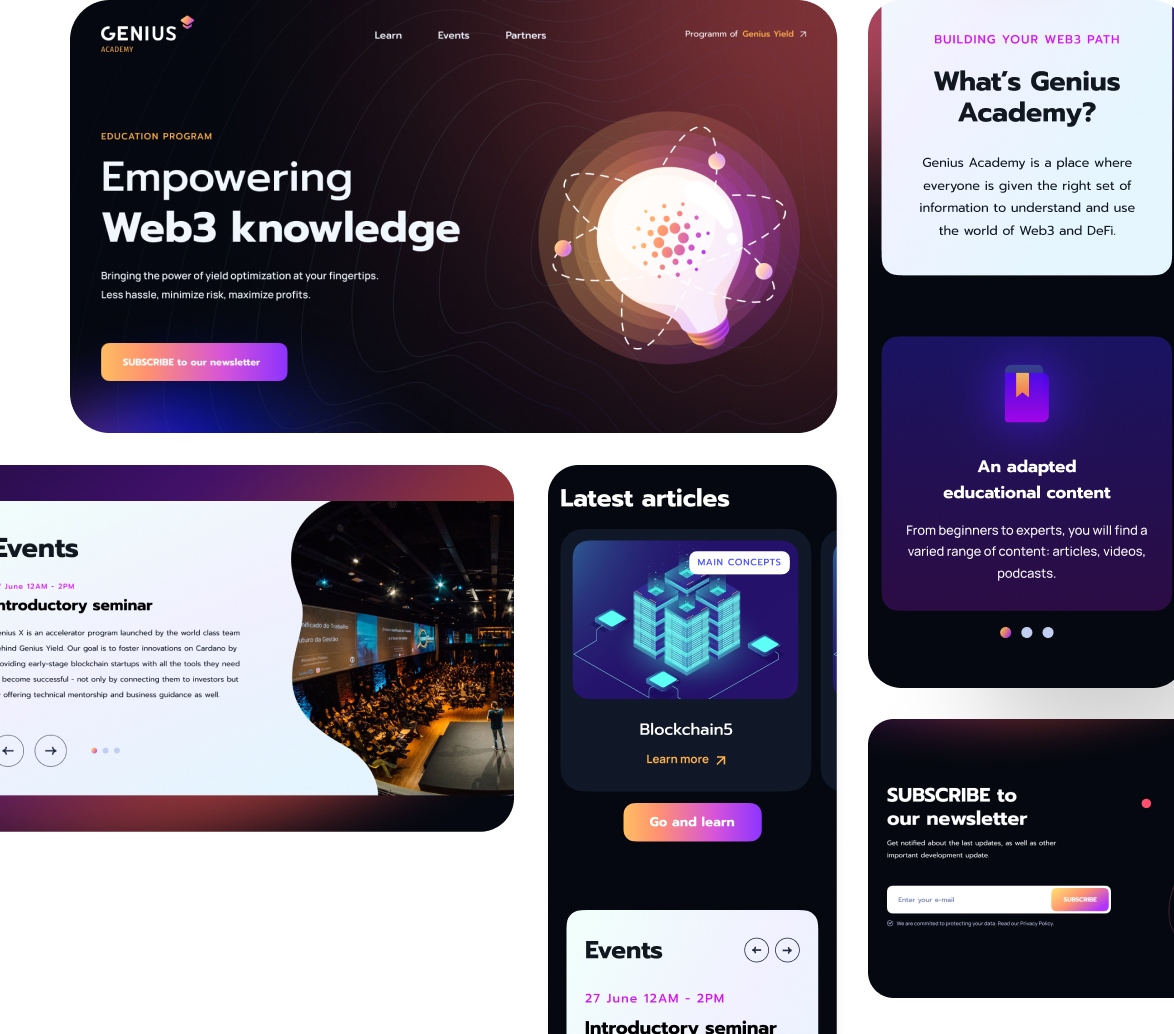 GENIUS
ACADEMY
Learn Events Partners
Programm of Genius Yield
EDUCATION PROGRAM
Empowering
Web3 knowledge
Bringing the power of yield optimization at your fingertips.
Less hassle, minimize risk, maximize profits.
SUBSCRIBE to our newsletter
BUILDING YOUR WEB3 PATH
What's Genius
Academy?
Genius Academy is a place where
everyone is given the right set of
information to understand and use
the world of Web3 and DeFi.
An adapted
educational content
From beginners to experts, you will find a
varied range of content: articles, videos,
podcasts.
Events
June 12AM - 2PM
ntroductory seminar
enius X is an accelerator program launched by the world class team
ehind Genius Yield. Our goal is to foster innovations on Cardano by
oviding early-stage blockchain startups with all the tools they need
become successful - not only by connecting them to investors but
offering technical mentorship and business guidance as well.
nificado do Trabalho
uturo da Gestão
Latest articles
MAIN CONCEPTS
Blockchain5
Learn more
Go and learn
Events
27 June 12AM - 2PM
Introductory seminar
SUBSCRIBE to
our newsletter
Get notified about the last updates, as well as other
important development update.
Enter your e-mail
SUBSCRIBE
We are commited to protecting your data. Read our Privacy Policy.